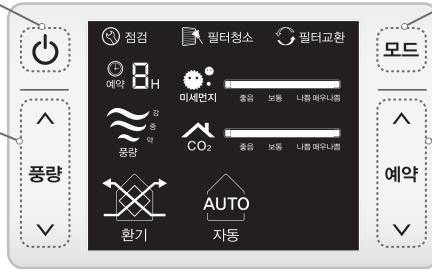 점검 필터청소 필터교환
예약 8H
미세먼지 좋음 보통 나쁨 매우나쁨
강
중
약
풍량
CO₂ 좋음 보통 나쁨 매우나쁨
AUTO
환기 자동
모드
풍량
예약